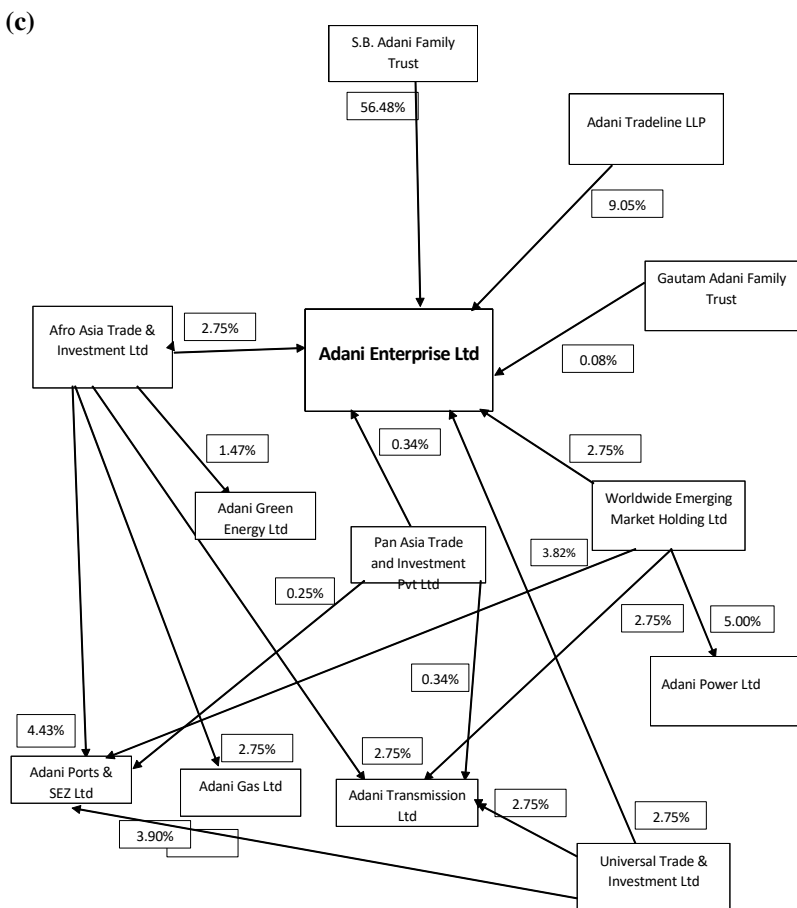 (c)
S.B. Adani Family
Trust
56.48%
Adani Tradeline LLP
9.05%
Gautam Adani Family
Trust
Afro Asia Trade &
Investment Ltd
2.75%
Adani Enterprise Ltd
0.08%
1.47%
0.34%
2.75%
Adani Green
Energy Ltd
Worldwide Emerging
Market Holding Ltd
Pan Asia Trade
and Investment
Pvt Ltd
3.82%
0.25%
2.75%
5.00%
Adani Power Ltd
0.34%
4.43%
2.75%
2.75%
Adani Ports &
SEZ Ltd
Adani Gas Ltd
Adani Transmission
Ltd
2.75%
2.75%
3.90%
Universal Trade &
Investment Ltd